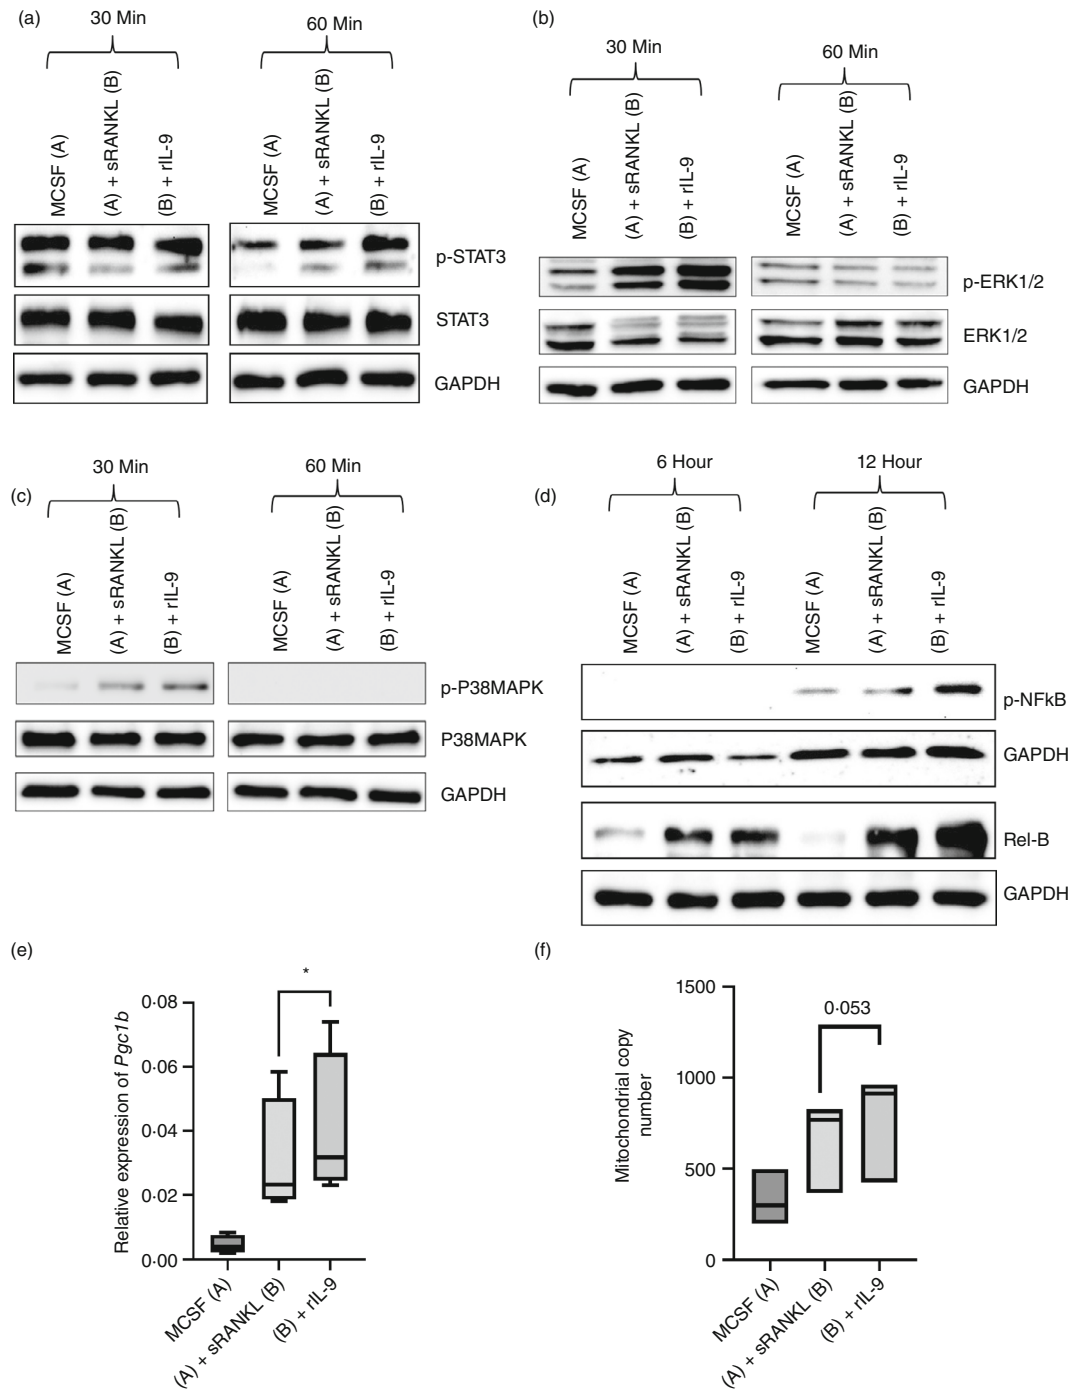 (a)
30 Min
60 Min
MCSF (A)
(A) + sRANKL (B)
(B) + rIL-9
MCSF (A)
(A) + sRANKL (B)
(B) + rIL-9
p-STAT3
STAT3
GAPDH
(b)
30 Min
60 Min
MCSF (A)
(A) + sRANKL (B)
(B) + rIL-9
MCSF (A)
(A) + sRANKL (B)
(B) + rIL-9
p-ERK1/2
ERK1/2
GAPDH
(c)
30 Min
60 Min
MCSF (A)
(A) + sRANKL (B)
(B) + rIL-9
MCSF (A)
(A) + sRANKL (B)
(B) + rIL-9
p-P38MAPK
P38MAPK
GAPDH
(d)
6 Hour
12 Hour
MCSF (A)
(A) + sRANKL (B)
(B) + rIL-9
MCSF (A)
(A) + sRANKL (B)
(B) + rIL-9
p-NFkB
GAPDH
Rel-B
GAPDH
(e)
Relative expression of Pgc1b
0·08
0·06
0·04
0·02
0·00
*
MCSF (A)
(A) + sRANKL (B)
(B) + rIL-9
(f)
Mitochondrial copy
number
1500
1000
500
0
0·053
MCSF (A)
(A) + sRANKL (B)
(B) + rIL-9